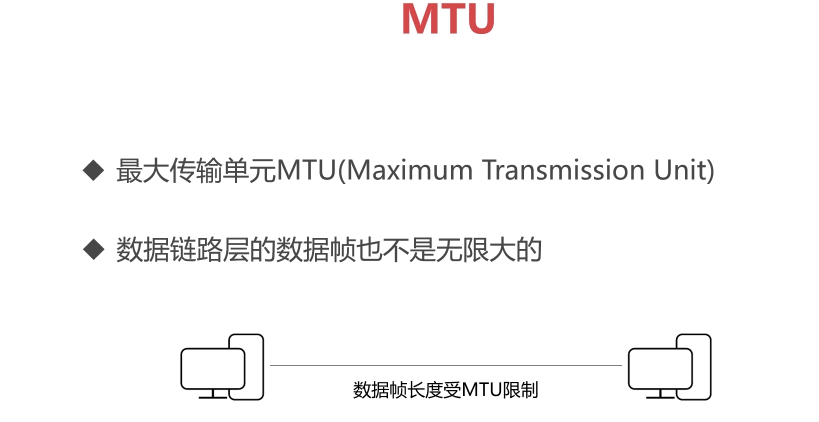 MTU
最大传输单元MTU(Maximum Transmission Unit)
数据链路层的数据帧也不是无限大的
数据帧长度受MTU限制